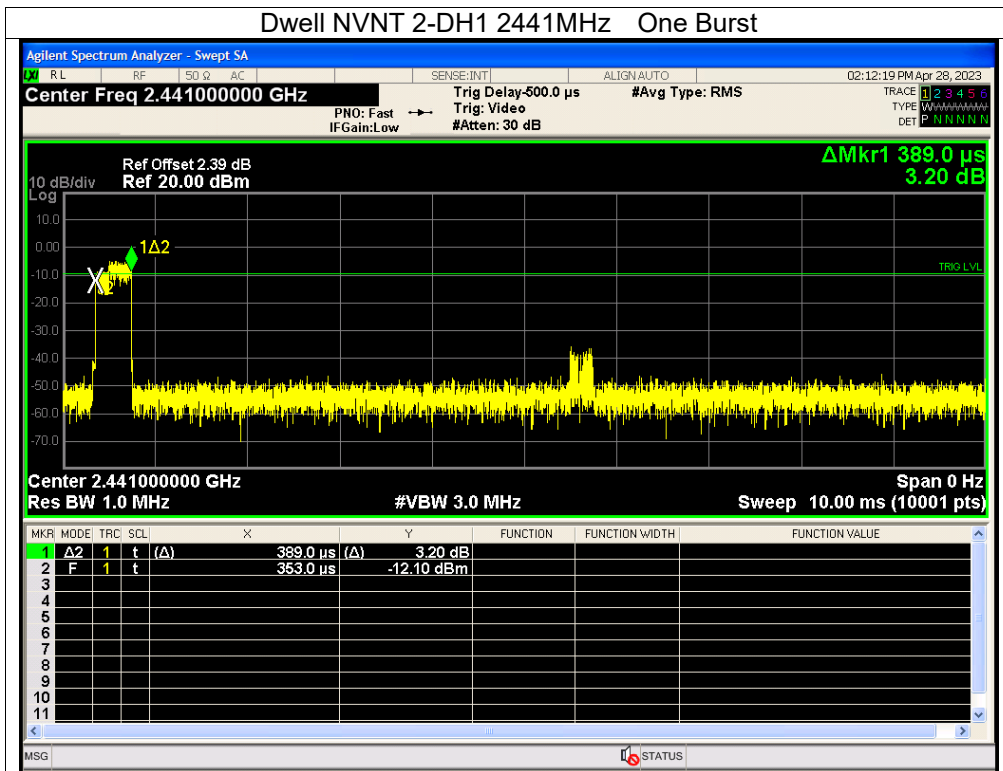 Dwell NVNT 2-DH1 2441MHz One Burst
Agilent Spectrum Analyzer - Swept SA
LXI RL RF 50 Ω AC SENSE:INT ALIGN AUTO 02:12:19 PM Apr 28, 2023
Center Freq 2.441000000 GHz
PNO: Fast
IFGain:Low
Trig Delay-500.0 µs
Trig: Video
#Atten: 30 dB
#Avg Type: RMS
TRACE 1 2 3 4 5 6
TYPE WWWWWW
DET P N N N N N
ΔMkr1 389.0 µs
3.20 dB
Ref Offset 2.39 dB
10 dB/div Ref 20.00 dBm
Log
10.0
0.00
1Δ2
TRIG LVL
-10.0
-20.0
-30.0
-40.0
-50.0
-60.0
-70.0
Center 2.441000000 GHz Span 0 Hz
Res BW 1.0 MHz #VBW 3.0 MHz Sweep 10.00 ms (10001 pts)
MKR MODE TRC SCL X Y FUNCTION FUNCTION WIDTH FUNCTION VALUE
1 Δ2 1 t (Δ) 389.0 µs (Δ) 3.20 dB
2 F 1 t 353.0 µs -12.10 dBm
3
4
5
6
7
8
9
10
11
MSG STATUS